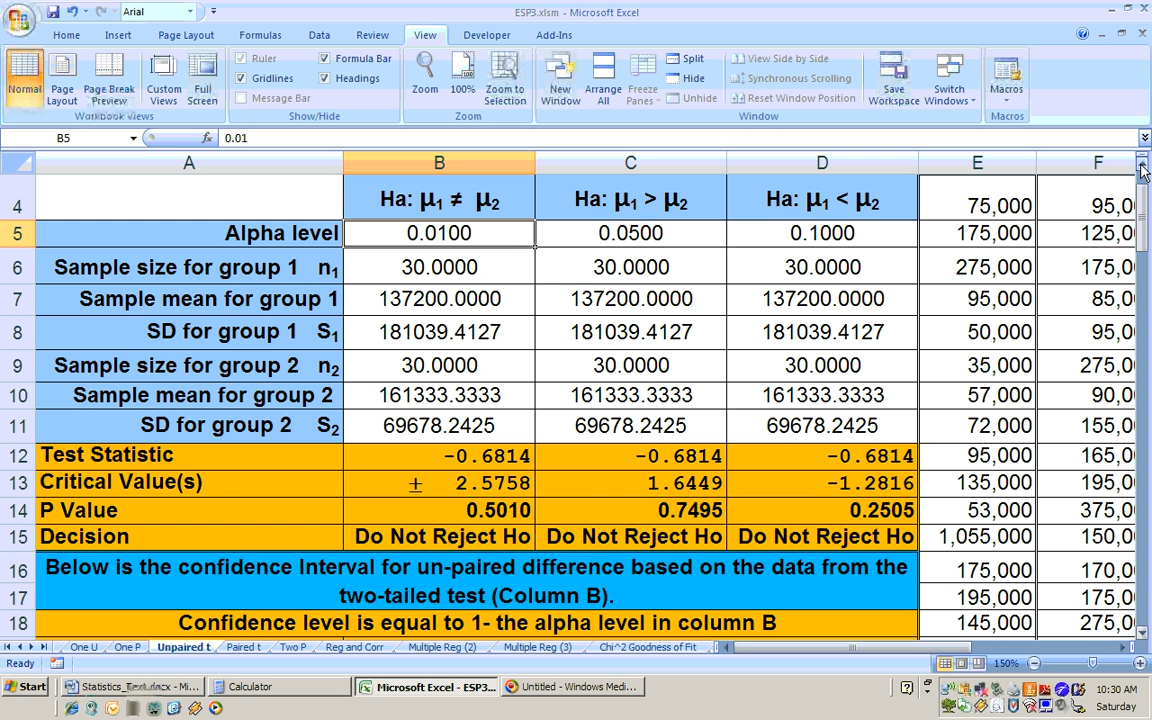 ESP3.xlsm - Microsoft Excel
Arial
Home Insert Page Layout Formulas Data Review View Developer Add-Ins
Normal Page Layout Page Break Preview Custom Views Full Screen
Workbook Views
Ruler Formula Bar
Gridlines Headings
Message Bar
Show/Hide
Zoom 100% Zoom to Selection
Zoom
New Window Arrange All Freeze Panes
Split
Hide
Unhide
View Side by Side
Synchronous Scrolling
Reset Window Position
Save Workspace Switch Windows
Window
Macros
Macros
B5 fx 0.01
A B C D E F
4 Ha: µ1 ≠ µ2 Ha: µ1 > µ2 Ha: µ1 < µ2 75,000 95,0
5 Alpha level 0.0100 0.0500 0.1000 175,000 125,0
6 Sample size for group 1 n1 30.0000 30.0000 30.0000 275,000 175,0
7 Sample mean for group 1 137200.0000 137200.0000 137200.0000 95,000 85,0
8 SD for group 1 S1 181039.4127 181039.4127 181039.4127 50,000 95,0
9 Sample size for group 2 n2 30.0000 30.0000 30.0000 35,000 275,0
10 Sample mean for group 2 161333.3333 161333.3333 161333.3333 57,000 90,0
11 SD for group 2 S2 69678.2425 69678.2425 69678.2425 72,000 155,0
12 Test Statistic -0.6814 -0.6814 -0.6814 95,000 165,0
13 Critical Value(s) ± 2.5758 1.6449 -1.2816 135,000 195,0
14 P Value 0.5010 0.7495 0.2505 53,000 375,0
15 Decision Do Not Reject Ho Do Not Reject Ho Do Not Reject Ho 1,055,000 150,0
16 Below is the confidence Interval for un-paired difference based on the data from the 175,000 170,0
17 two-tailed test (Column B). 195,000 175,0
18 Confidence level is equal to 1- the alpha level in column B 145,000 275,0
One U One P Unpaired t Paired t Two P Reg and Corr Multiple Reg (2) Multiple Reg (3) Chi^2 Goodness of Fit
Ready 150%
Start Calculator Microsoft Excel - ESP3... Untitled - Windows Medi... 10:30 AM
Saturday